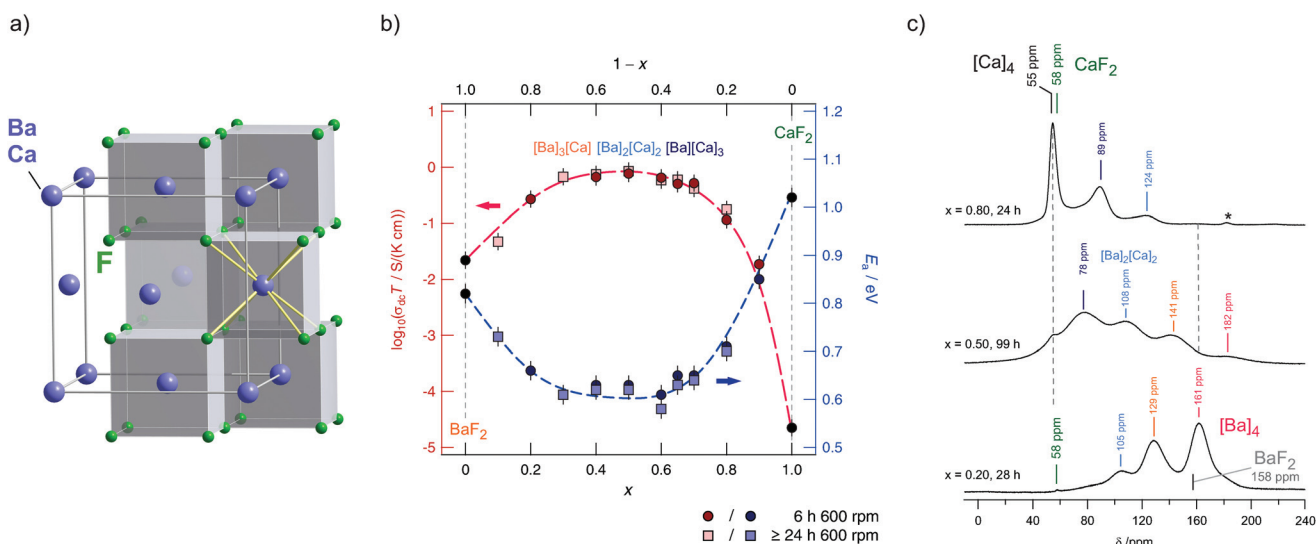 a)
Ba
Ca
F
b)
1 – x
1.0 0.8 0.6 0.4 0.2 0
CaF2
[Ba]3[Ca] [Ba]2[Ca]2 [Ba][Ca]3
log10(σdcT / S/(K cm))
1
0
-1
-2
-3
-4
-5
Ea / eV
1.2
1.1
1.0
0.9
0.8
0.7
0.6
0.5
BaF2
0 0.2 0.4 0.6 0.8 1.0
x
/ 6 h 600 rpm
/ ≥ 24 h 600 rpm
c)
[Ca]4
55 ppm
58 ppm
CaF2
89 ppm
124 ppm
x = 0.80, 24 h
*
78 ppm
[Ba]2[Ca]2
108 ppm
141 ppm
182 ppm
x = 0.50, 99 h
58 ppm
105 ppm
129 ppm
161 ppm
[Ba]4
x = 0.20, 28 h
BaF2
158 ppm
0 40 80 120 160 200 240
δ /ppm